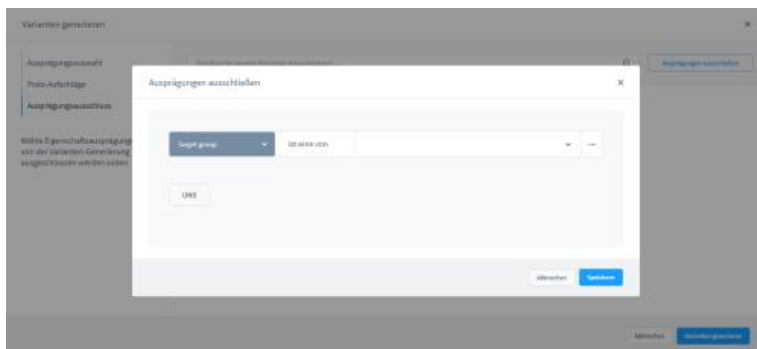 Varianten generieren
Ausprägungsauswahl
Preis-Aufschläge
Ausprägungsausschluss
Wähle Eigenschaftsausprägunge
von der Varianten-Generierung
ausgeschlossen werden sollen.
Ausprägungen ausschließen
Ausprägungen ausschließen
target group
ist eine von
UND
Abbrechen
Speichern
Abbrechen
Varianten generieren